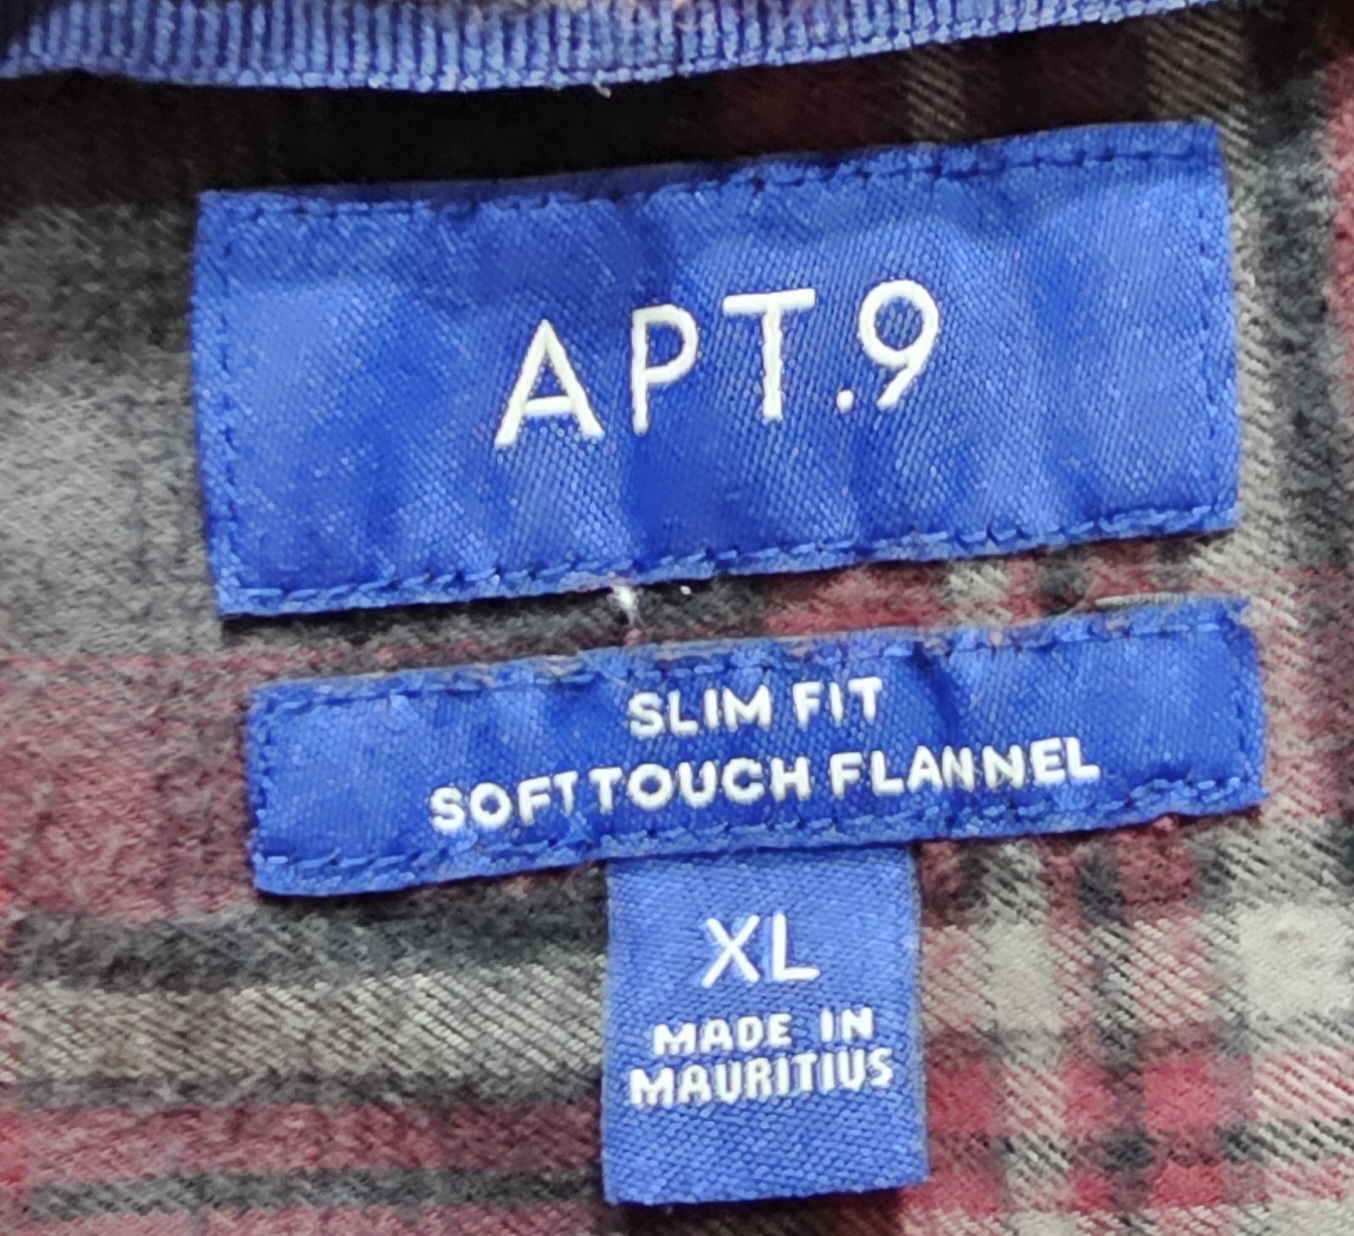 APT.9
SLIM FIT
SOFT TOUCH FLANNEL
XL
MADE IN
MAURITIUS